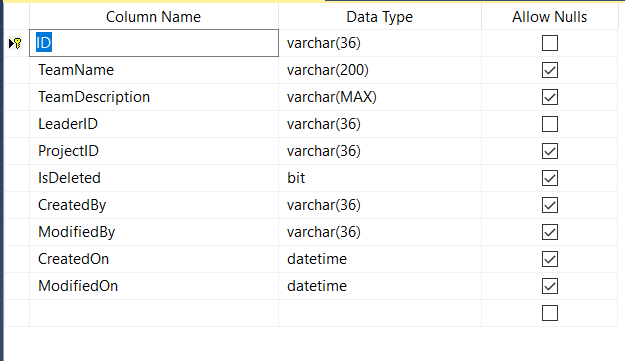 Column Name Data Type Allow Nulls
ID varchar(36)
TeamName varchar(200)
TeamDescription varchar(MAX)
LeaderID varchar(36)
ProjectID varchar(36)
IsDeleted bit
CreatedBy varchar(36)
ModifiedBy varchar(36)
CreatedOn datetime
ModifiedOn datetime